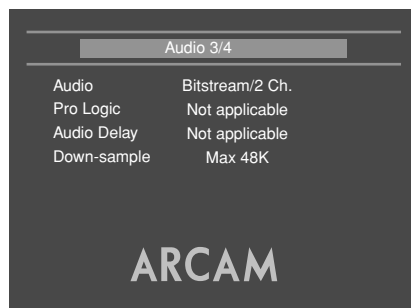 Audio 3/4
Audio Bitstream/2 Ch.
Pro Logic Not applicable
Audio Delay Not applicable
Down-sample Max 48K
ARCAM